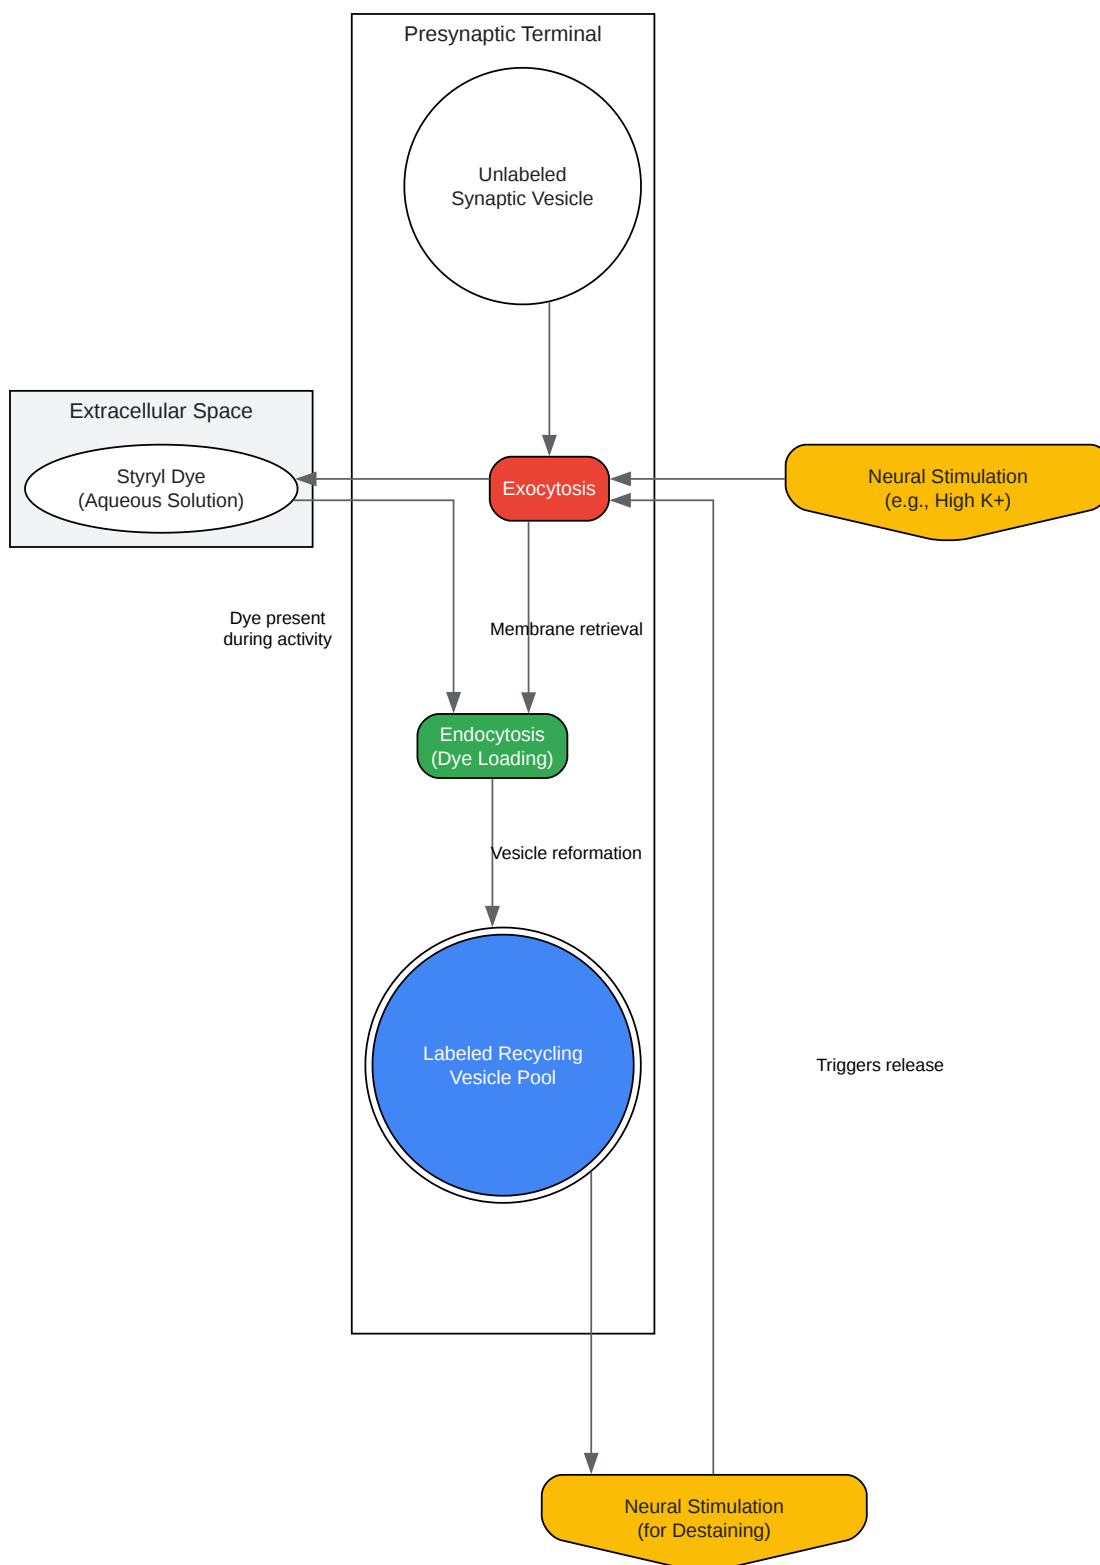 Presynaptic Terminal
Unlabeled
Synaptic Vesicle
Extracellular Space
Styryl Dye
(Aqueous Solution)
Exocytosis
Neural Stimulation
(e.g., High K+)
Dye present
during activity
Membrane retrieval
Endocytosis
(Dye Loading)
Vesicle reformation
Labeled Recycling
Vesicle Pool
Triggers release
Neural Stimulation
(for Destaining)